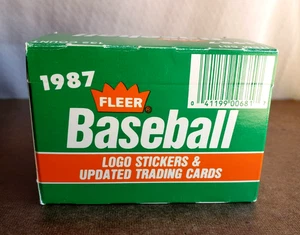 1987
FLEER
Baseball
LOGO STICKERS &
UPDATED TRADING CARDS